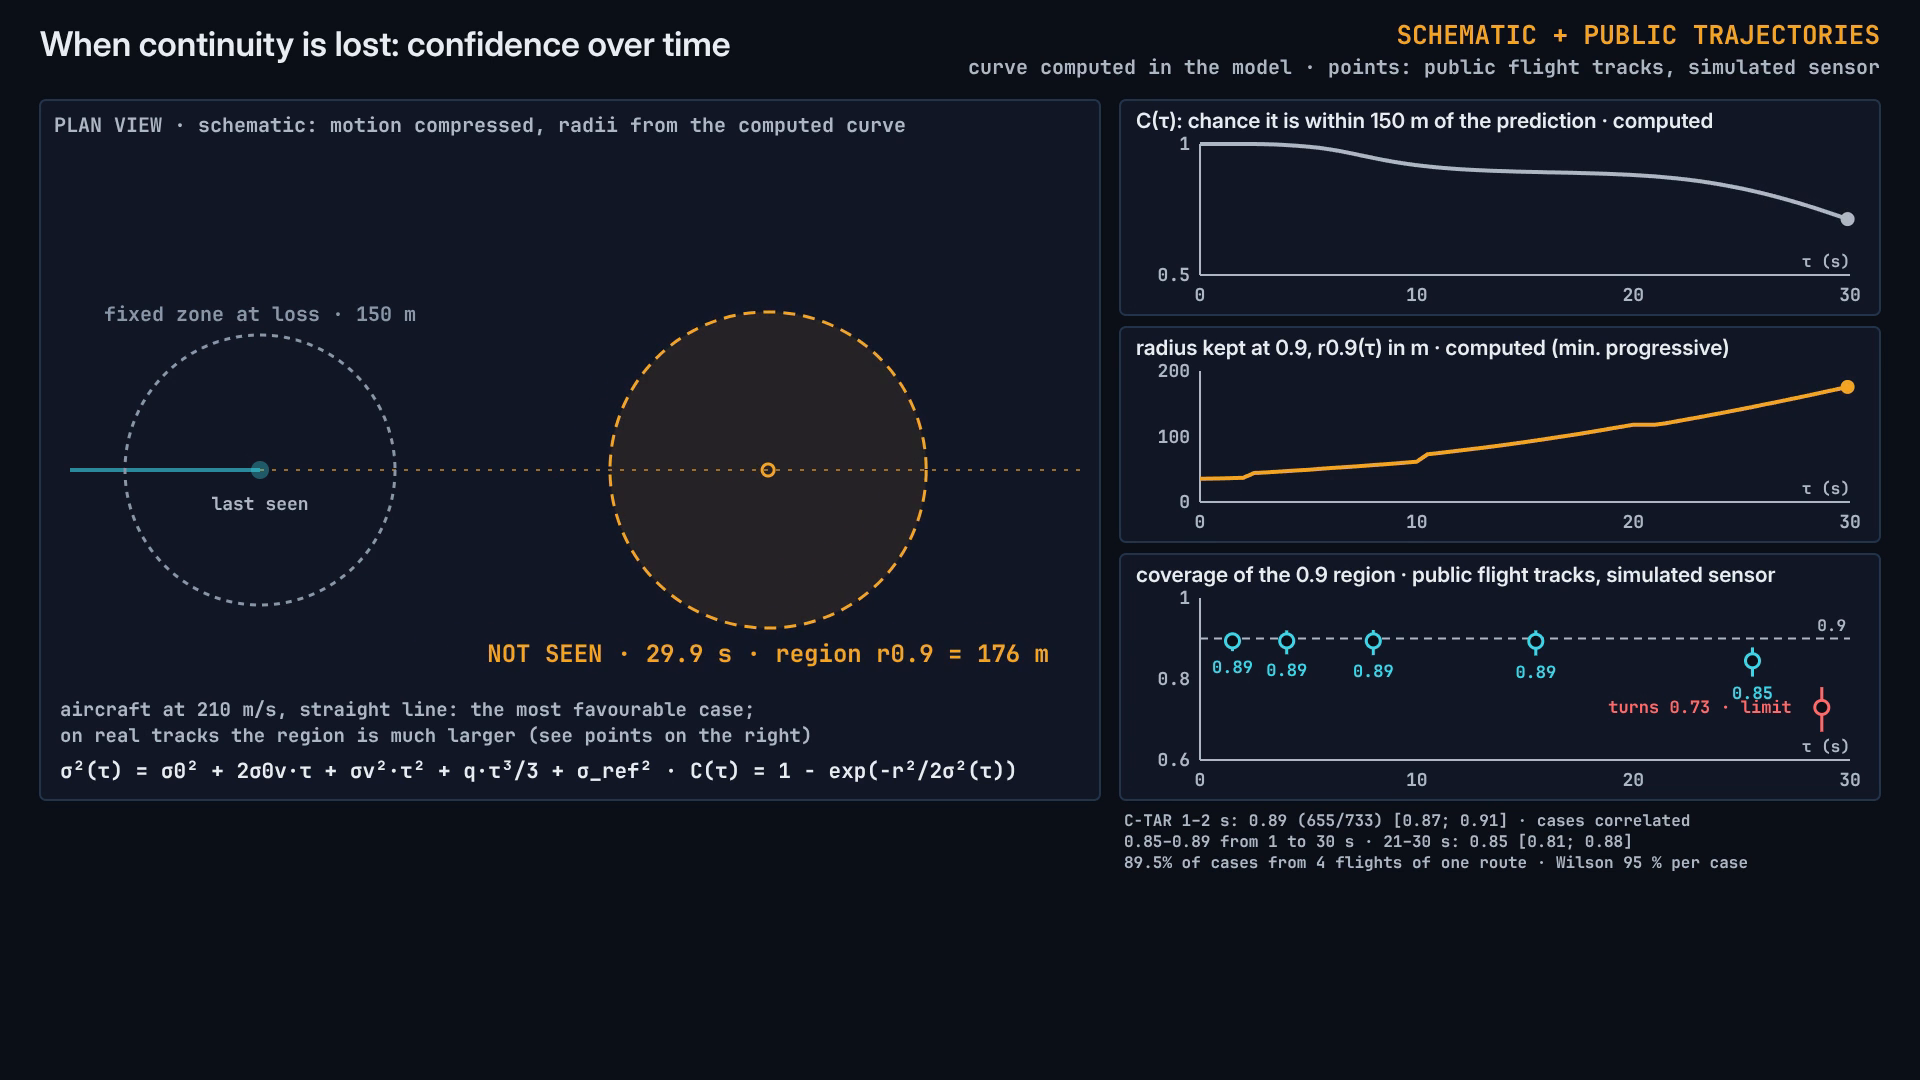 When continuity is lost: confidence over time
SCHEMATIC + PUBLIC TRAJECTORIES
curve computed in the model · points: public flight tracks, simulated sensor
PLAN VIEW · schematic: motion compressed, radii from the computed curve
fixed zone at loss · 150 m
last seen
NOT SEEN · 29.9 s · region r0.9 = 176 m
aircraft at 210 m/s, straight line: the most favourable case;
on real tracks the region is much larger (see points on the right)
σ²(τ) = σ0² + 2σ0v·τ + σv²·τ² + q·τ³/3 + σ_ref² · C(τ) = 1 - exp(-r²/2σ²(τ))
C(τ): chance it is within 150 m of the prediction · computed
1
0.5
τ (s)
0 10 20 30
radius kept at 0.9, r0.9(τ) in m · computed (min. progressive)
200
100
0
τ (s)
0 10 20 30
coverage of the 0.9 region · public flight tracks, simulated sensor
1
0.9
0.89 0.89 0.89 0.89
0.8
0.85
turns 0.73 · limit
τ (s)
0.6
0 10 20 30
C-TAR 1–2 s: 0.89 (655/733) [0.87; 0.91] · cases correlated
0.85–0.89 from 1 to 30 s · 21–30 s: 0.85 [0.81; 0.88]
89.5% of cases from 4 flights of one route · Wilson 95 % per case